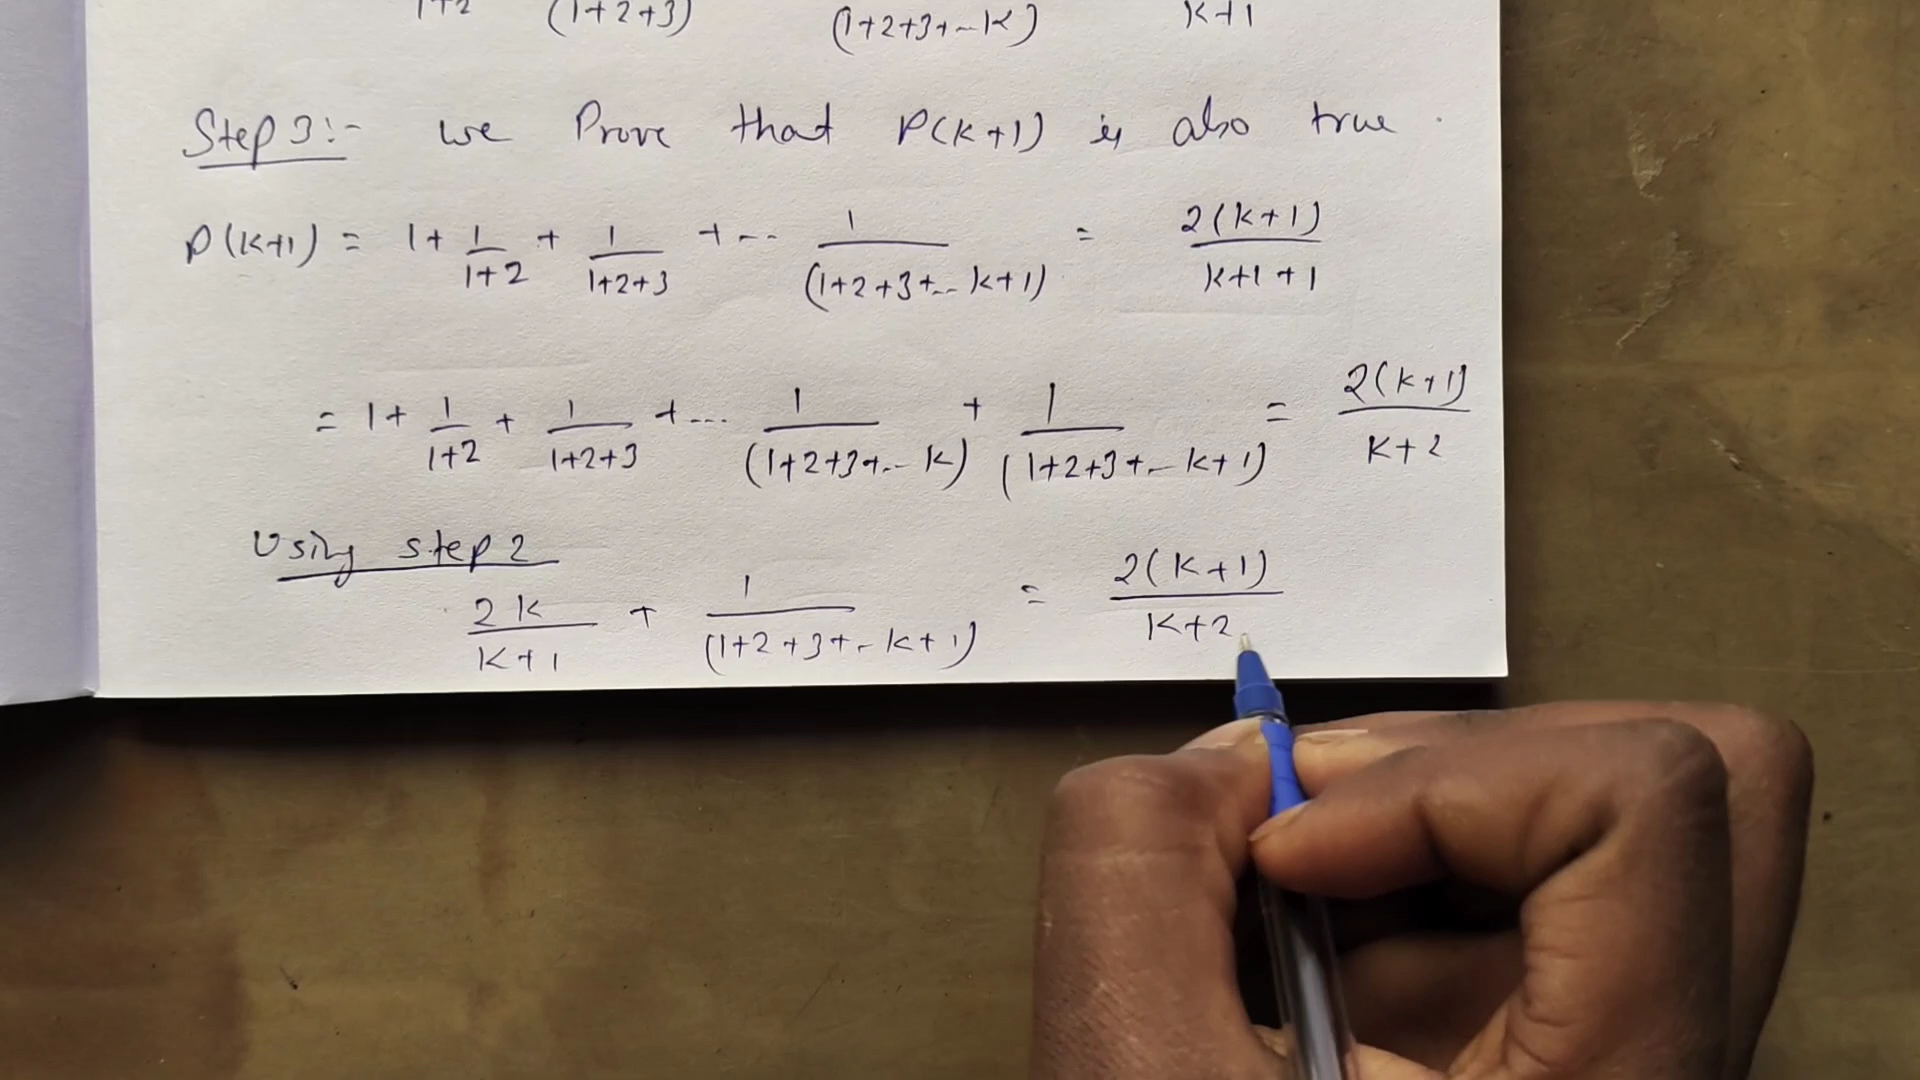 1+2 (1+2+3) (1+2+3+...k) k+1
Step 3:- we Prove that P(k+1) is also true.
P(k+1) = 1 + 1/(1+2) + 1/(1+2+3) + ... 1/(1+2+3+...k+1) = 2(k+1)/(k+1+1)
= 1 + 1/(1+2) + 1/(1+2+3) + ... 1/(1+2+3+...k) + 1/(1+2+3+...k+1) = 2(k+1)/(k+2)
Using step 2
2k/(k+1) + 1/(1+2+3+...k+1) = 2(k+1)/(k+2)